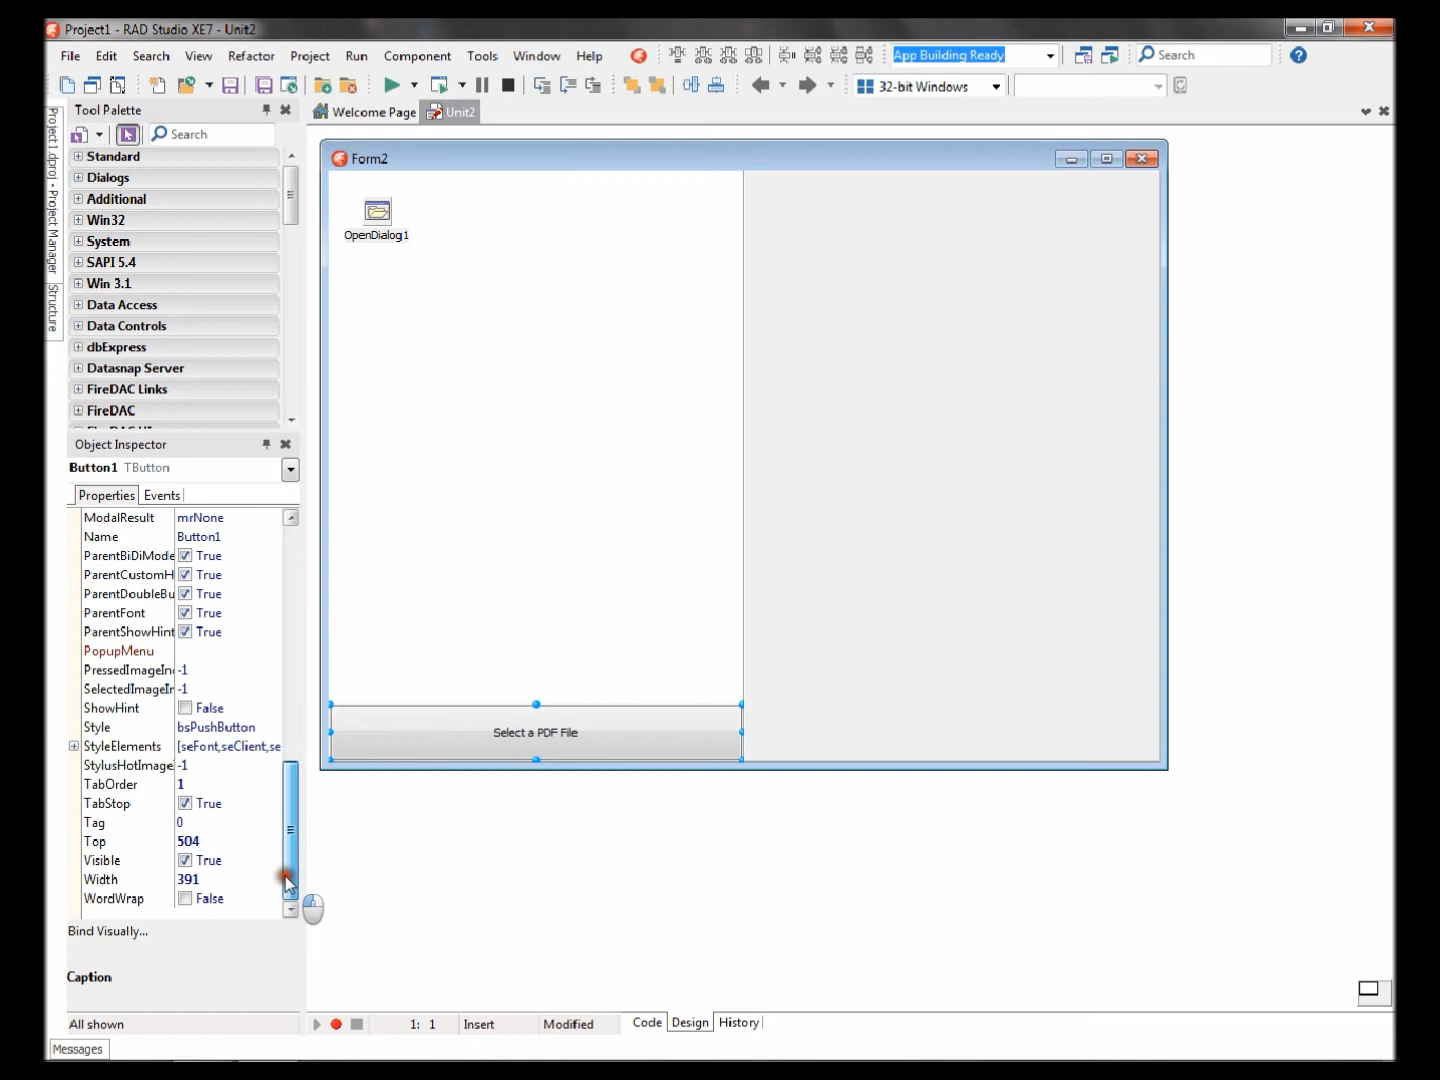 Project1 - RAD Studio XE7 - Unit2
File Edit Search View Refactor Project Run Component Tools Window Help
App Building Ready
Search
32-bit Windows
Tool Palette
Welcome Page
Unit2
Search
Project1.dproj - Project Manager
Structure
Standard
Dialogs
Additional
Win32
System
SAPI 5.4
Win 3.1
Data Access
Data Controls
dbExpress
Datasnap Server
FireDAC Links
FireDAC
Form2
OpenDialog1
Select a PDF File
Object Inspector
Button1 TButton
Properties Events
ModalResult mrNone
Name Button1
ParentBiDiMode True
ParentCustomH True
ParentDoubleBu True
ParentFont True
ParentShowHint True
PopupMenu
PressedImageIn -1
SelectedImageIr -1
ShowHint False
Style bsPushButton
StyleElements [seFont,seClient,se
StylusHotImage -1
TabOrder 1
TabStop True
Tag 0
Top 504
Visible True
Width 391
WordWrap False
Bind Visually...
Caption
All shown
1: 1 Insert Modified Code Design History
Messages